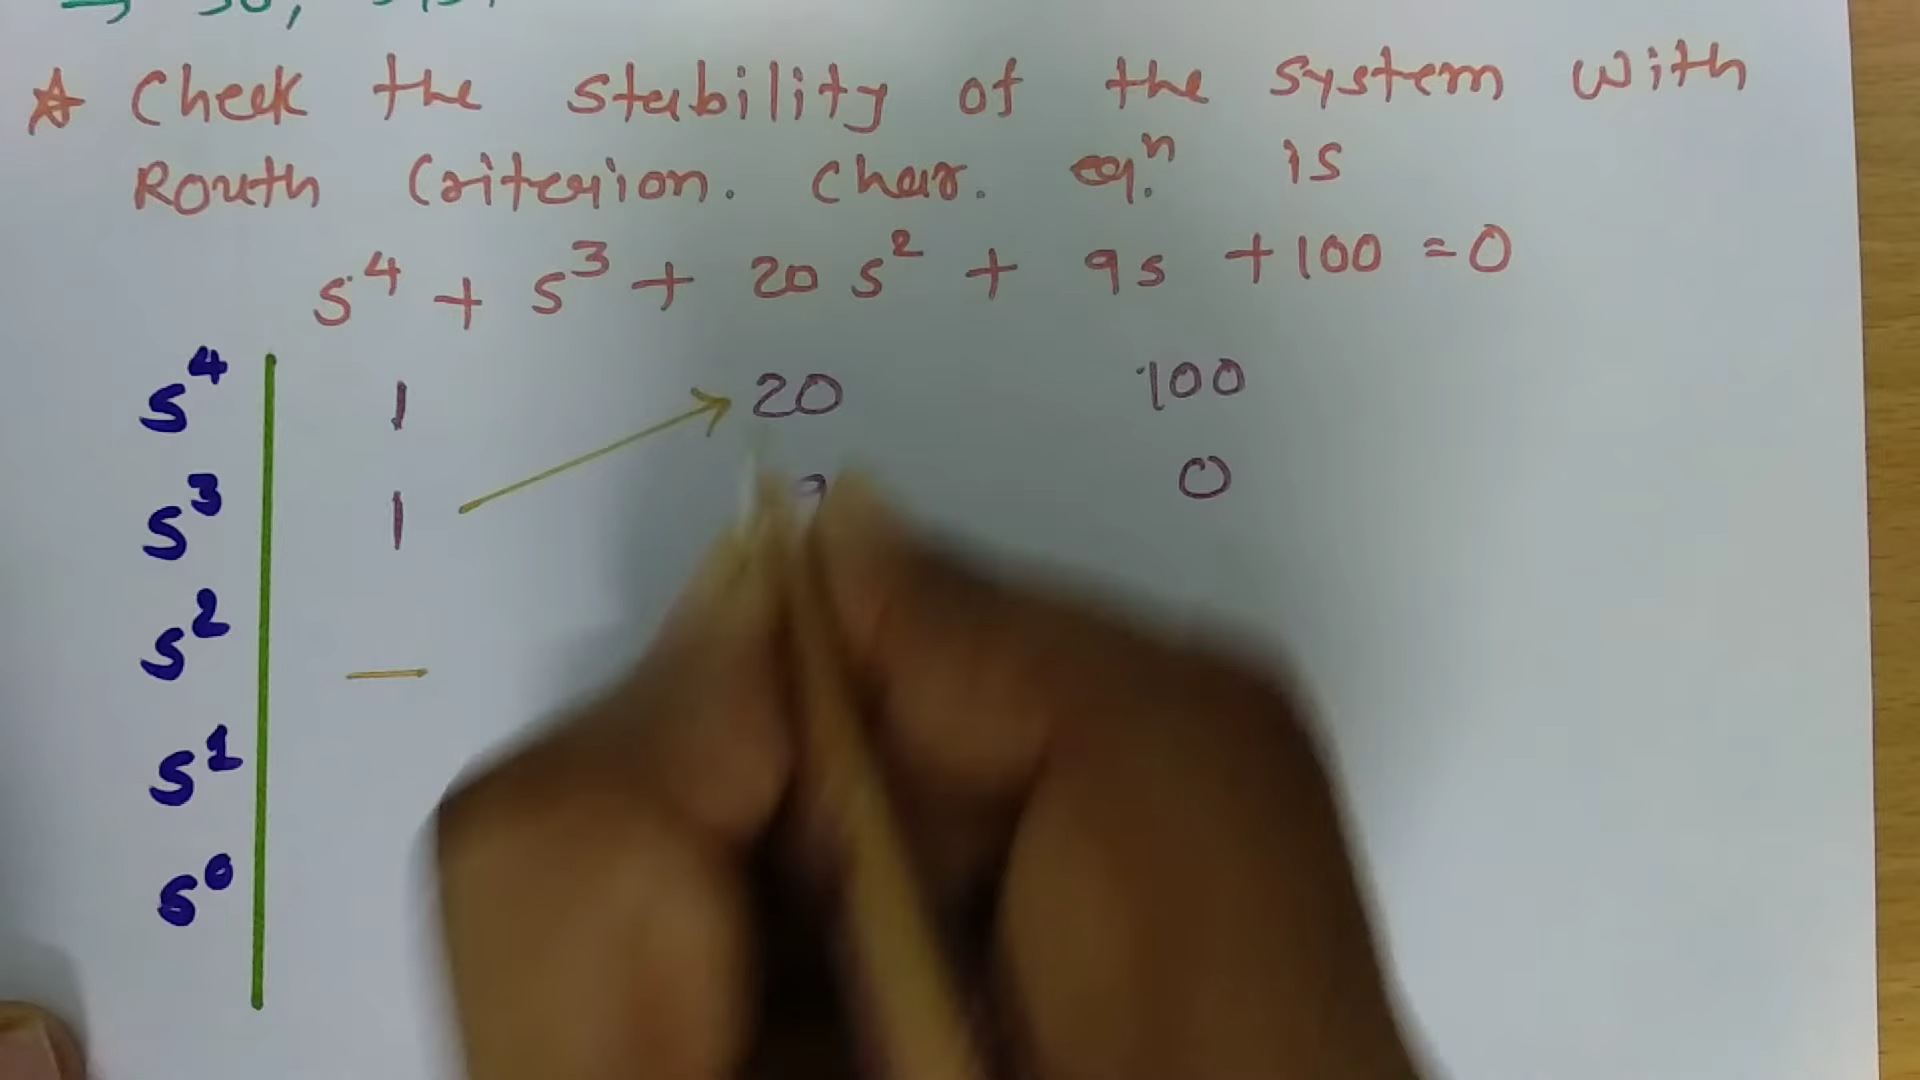 ☆ Check the stability of the system with
Routh Criterion. Char. eqⁿ. is
s⁴ + s³ + 20 s² + 9s + 100 = 0
s⁴ 1 20 100
s³ 1 9 0
s² —
s¹
s⁰